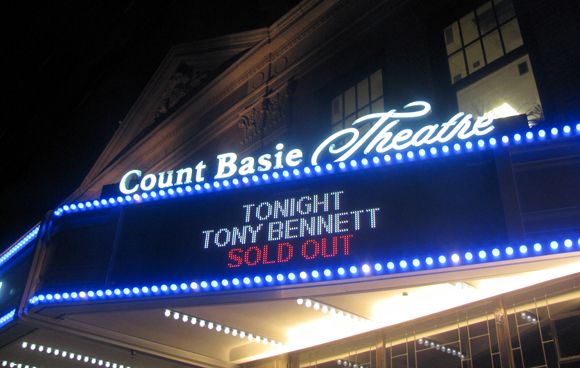 Count Basie Theatre
TONIGHT
TONY BENNETT
SOLD OUT